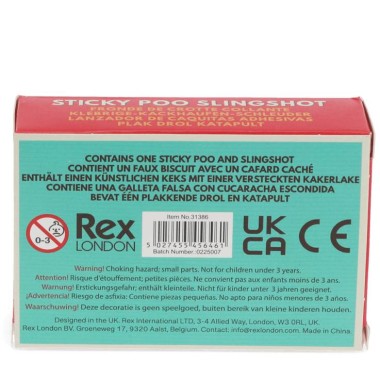 STICKY POO SLINGSHOT
FRONDE DE CROTTE COLLANTE
KLEBRIGE-KACKHAUFEN-SCHLEUDER
LANZADOR DE CAQUITAS ADHESIVAS
PLAK DROL KATAPULT
CONTAINS ONE STICKY POO AND SLINGSHOT
CONTIENT UN FAUX BISCUIT AVEC UN CAFARD CACHÉ
ENTHÄLT EINEN KÜNSTLICHEN KEKS MIT EINER VERSTECKTEN KAKERLAKE
CONTIENE UNA GALLETA FALSA CON CUCARACHA ESCONDIDA
BEVAT ÉÉN PLAKKENDE DROL EN KATAPULT
0-3
Rex
LONDON
Item No.31386
5 027455 456461
Batch Number: 0225007
UK
CA
CE
Warning! Choking hazard; small parts. Not for children under 3 years.
Attention! Risque d'étouffement; petites pièces. Ne convient pas aux enfants moins de 3 ans.
Warnung! Erstickungsgefahr; enthält kleinteile. Nicht für kinder unter 3 jahren geeignet.
¡Advertencia! Riesgo de asfixia: Contiene piezas pequeñas. No apto para niños menores de 3 años.
Waarschuwing! Deze decoratie is geen speelgoed, buiten bereik van kleine kinderen houden.
Designed in the UK. Rex International LTD, 3-4 Allied Way, London, W3 0RL, UK.
Rex London BV, Groeneweg 17, 9320 Aalst, Belgium. Contact: rexlondon.com. Made in China